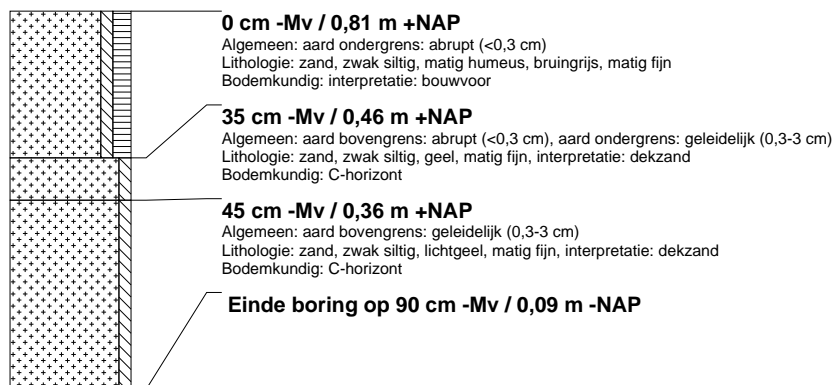 0 cm -Mv / 0,81 m +NAP
Algemeen: aard ondergrens: abrupt (<0,3 cm)
Lithologie: zand, zwak siltig, matig humeus, bruingrijs, matig fijn
Bodemkundig: interpretatie: bouwvoor
35 cm -Mv / 0,46 m +NAP
Algemeen: aard bovengrens: abrupt (<0,3 cm), aard ondergrens: geleidelijk (0,3-3 cm)
Lithologie: zand, zwak siltig, geel, matig fijn, interpretatie: dekzand
Bodemkundig: C-horizont
45 cm -Mv / 0,36 m +NAP
Algemeen: aard bovengrens: geleidelijk (0,3-3 cm)
Lithologie: zand, zwak siltig, lichtgeel, matig fijn, interpretatie: dekzand
Bodemkundig: C-horizont
Einde boring op 90 cm -Mv / 0,09 m -NAP